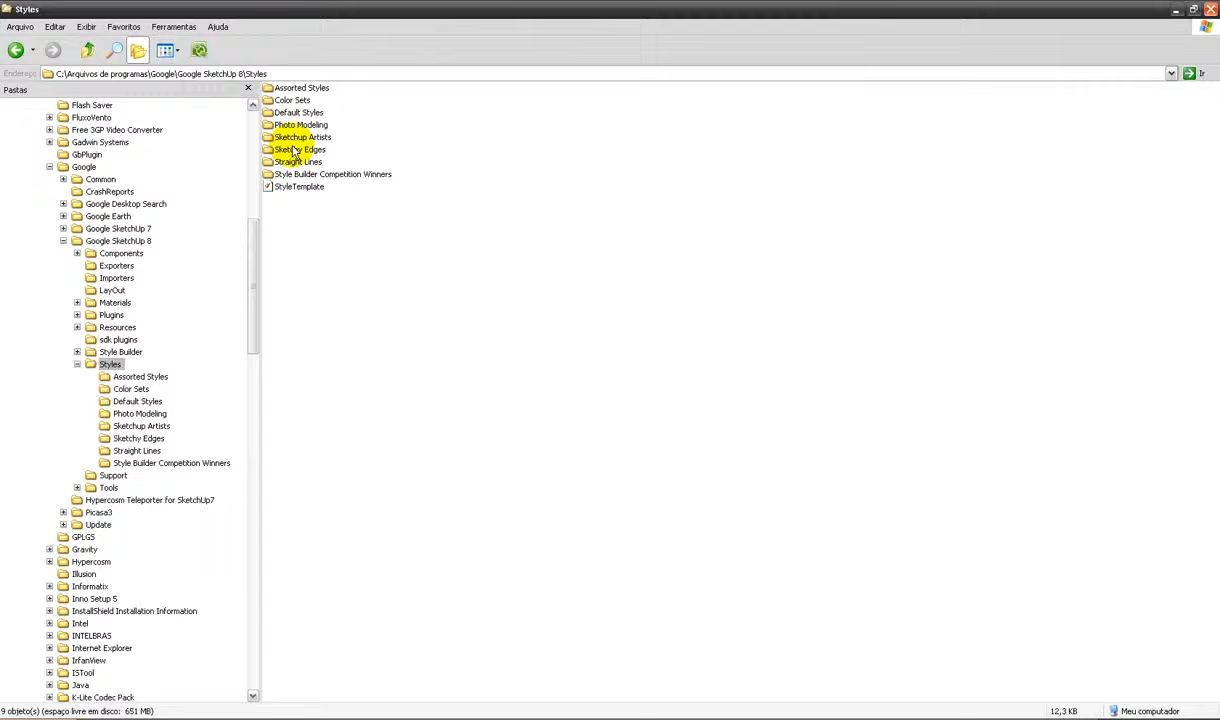 Styles
Arquivo Editar Exibir Favoritos Ferramentas Ajuda
Endereço C:\Arquivos de programas\Google\Google SketchUp 8\Styles Ir
Pastas
Flash Saver
FluxoVento
Free 3GP Video Converter
Gadwin Systems
GbPlugin
Google
Common
CrashReports
Google Desktop Search
Google Earth
Google SketchUp 7
Google SketchUp 8
Components
Exporters
Importers
LayOut
Materials
Plugins
Resources
sdk plugins
Style Builder
Styles
Assorted Styles
Color Sets
Default Styles
Photo Modeling
Sketchup Artists
Sketchy Edges
Straight Lines
Style Builder Competition Winners
Support
Tools
Hypercosm Teleporter for SketchUp7
Picasa3
Update
GPLGS
Gravity
Hypercosm
Illusion
Informatix
Inno Setup 5
InstallShield Installation Information
Intel
INTELBRAS
Internet Explorer
IrfanView
ISTool
Java
K-Lite Codec Pack
Assorted Styles
Color Sets
Default Styles
Photo Modeling
Sketchup Artists
Sketchy Edges
Straight Lines
Style Builder Competition Winners
StyleTemplate
9 objeto(s) (espaço livre em disco: 651 MB) 12,3 KB Meu computador